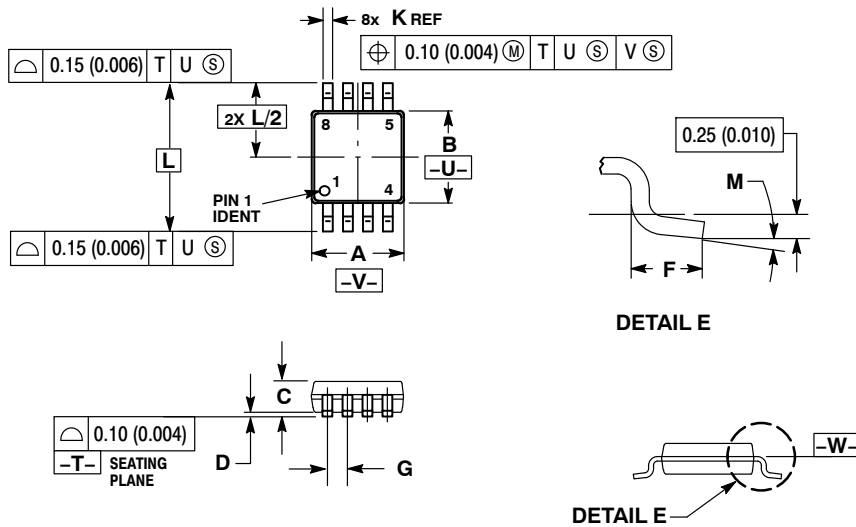 8x K REF
⌖ 0.10 (0.004) Ⓜ T U Ⓢ V Ⓢ
⌓ 0.15 (0.006) T U Ⓢ
2X L/2
8
5
B
–U–
L
PIN 1
IDENT
1
4
⌓ 0.15 (0.006) T U Ⓢ
A
–V–
0.25 (0.010)
M
F
DETAIL E
C
⌓ 0.10 (0.004)
–T– SEATING
PLANE
D
G
–W–
DETAIL E